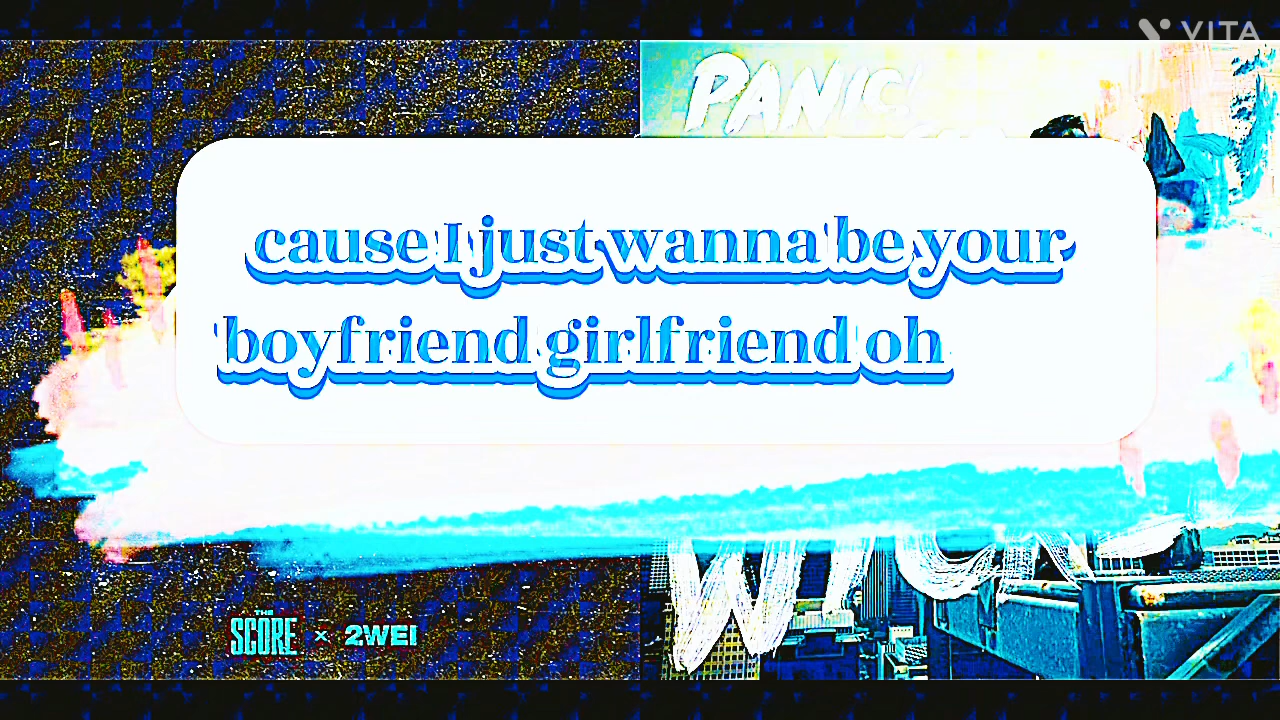 VITA
PANIC!
cause I just wanna be your
boyfriend girlfriend oh
THE
SCORE × 2WEI